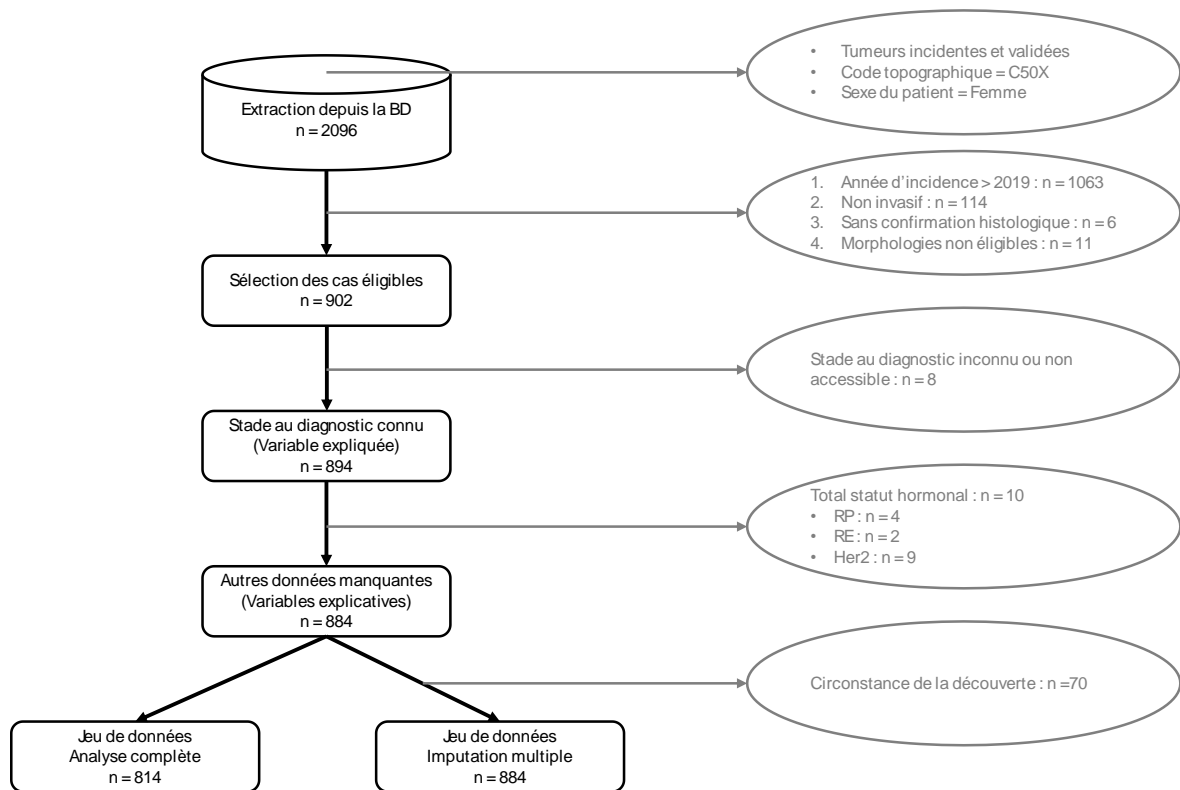 Extraction depuis la BD
n = 2096
• Tumeurs incidentes et validées
• Code topographique = C50X
• Sexe du patient = Femme
1. Année d'incidence > 2019 : n = 1063
2. Non invasif : n = 114
3. Sans confirmation histologique : n = 6
4. Morphologies non éligibles : n = 11
Sélection des cas éligibles
n = 902
Stade au diagnostic inconnu ou non
accessible : n = 8
Stade au diagnostic connu
(Variable expliquée)
n = 894
Total statut hormonal : n = 10
• RP : n = 4
• RE : n = 2
• Her2 : n = 9
Autres données manquantes
(Variables explicatives)
n = 884
Circonstance de la découverte : n =70
Jeu de données
Analyse complète
n = 814
Jeu de données
Imputation multiple
n = 884